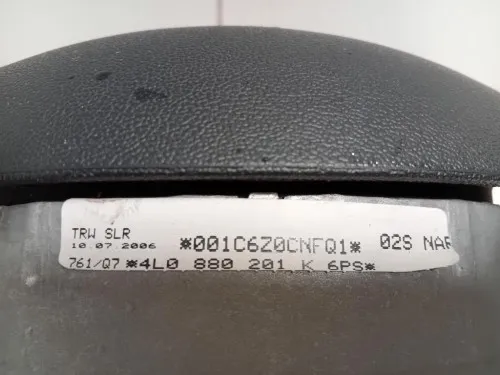 TRW SLR *001C6Z0CNFQ1* 02S NAR
10.07.2006
761/Q7 *4L0 880 201 K 6PS*